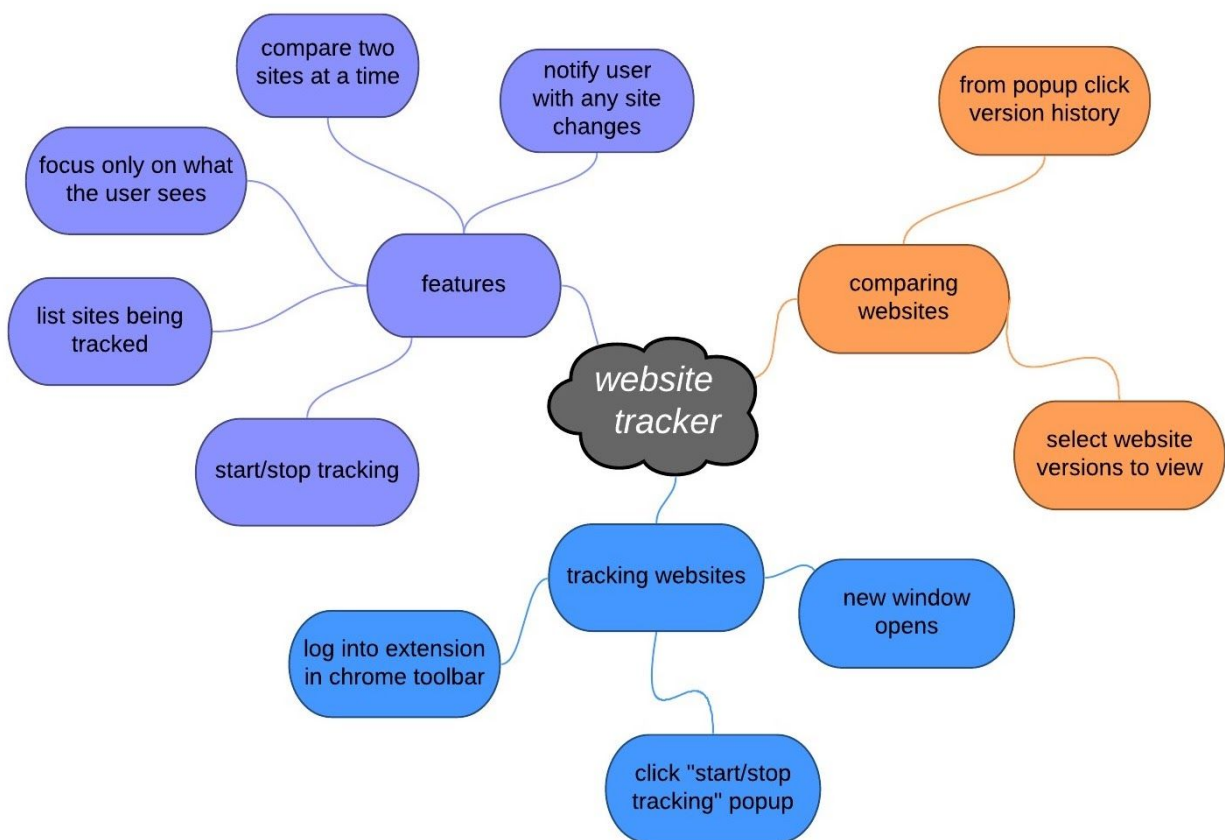 compare two
sites at a time
notify user
with any site
changes
focus only on what
the user sees
list sites being
tracked
features
start/stop tracking
website
tracker
from popup click
version history
comparing
websites
select website
versions to view
tracking websites
log into extension
in chrome toolbar
new window
opens
click "start/stop
tracking" popup